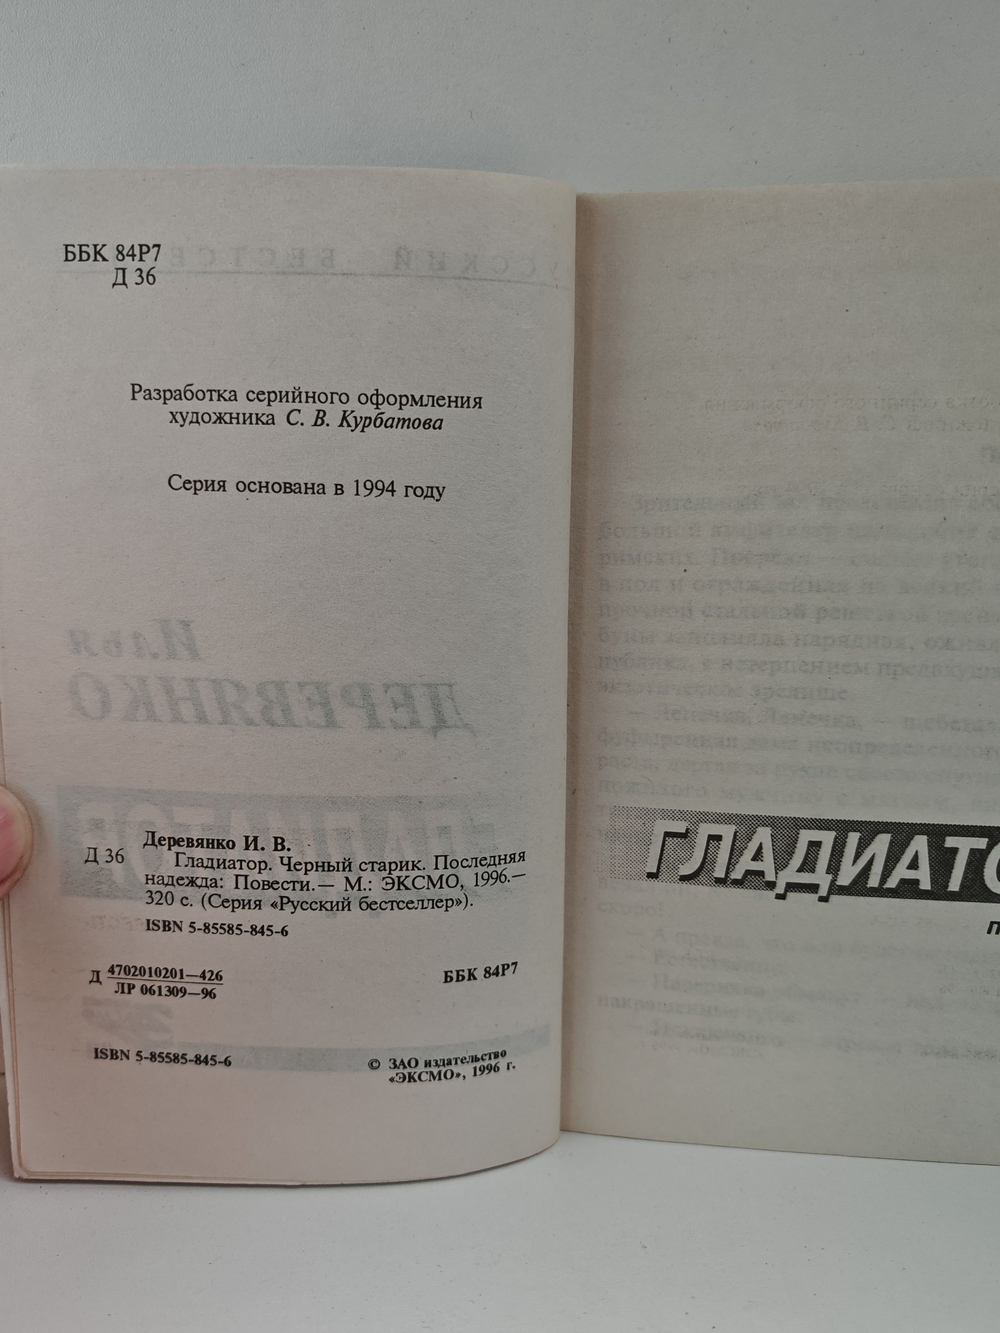 ББК 84Р7
Д 36
Разработка серийного оформления
художника С. В. Курбатова
Серия основана в 1994 году
Илья
ДЕРЕВЯНКО
Деревянко И. В.
Д 36
Гладиатор. Черный старик. Последняя
надежда: Повести.— М.: ЭКСМО, 1996.—
320 с. (Серия «Русский бестселлер»).
ISBN 5-85585-845-6
Д 4702010201—426
ЛР 061309—96
ББК 84Р7
ISBN 5-85585-845-6
© ЗАО издательство
«ЭКСМО», 1996 г.
ГЛАДИАТО